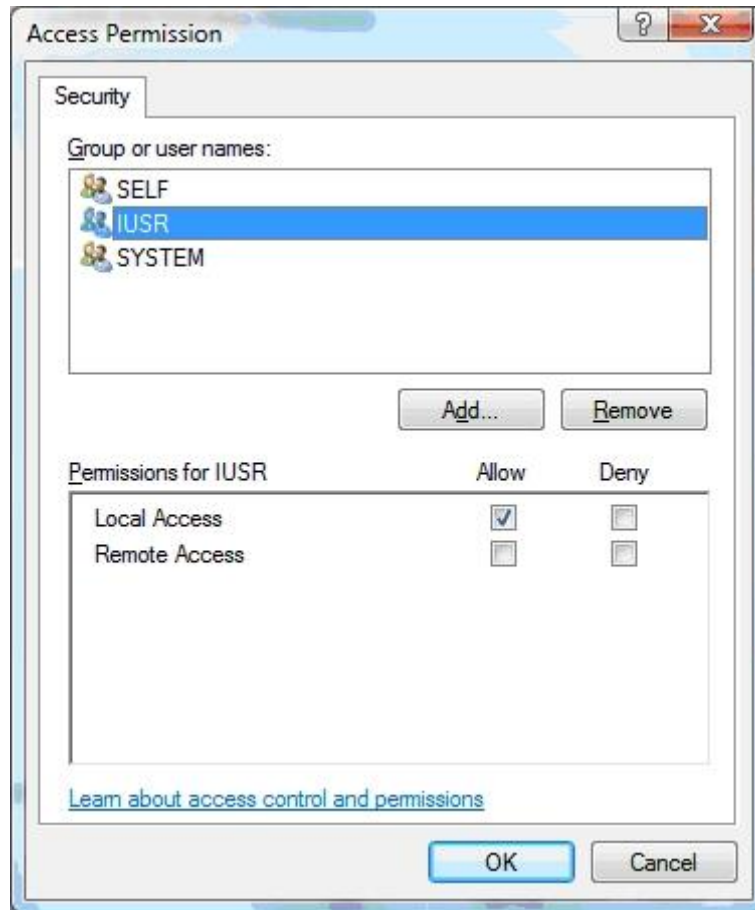 Access Permission
Security
Group or user names:
SELF
IUSR
SYSTEM
Add... Remove
Permissions for IUSR Allow Deny
Local Access
Remote Access
Learn about access control and permissions
OK Cancel